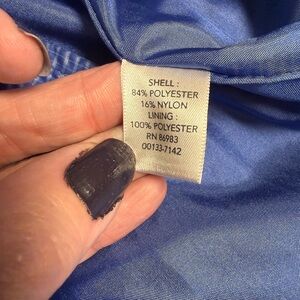 SHELL :
84% POLYESTER
16% NYLON
LINING :
100% POLYESTER
RN 86983
00133-7142